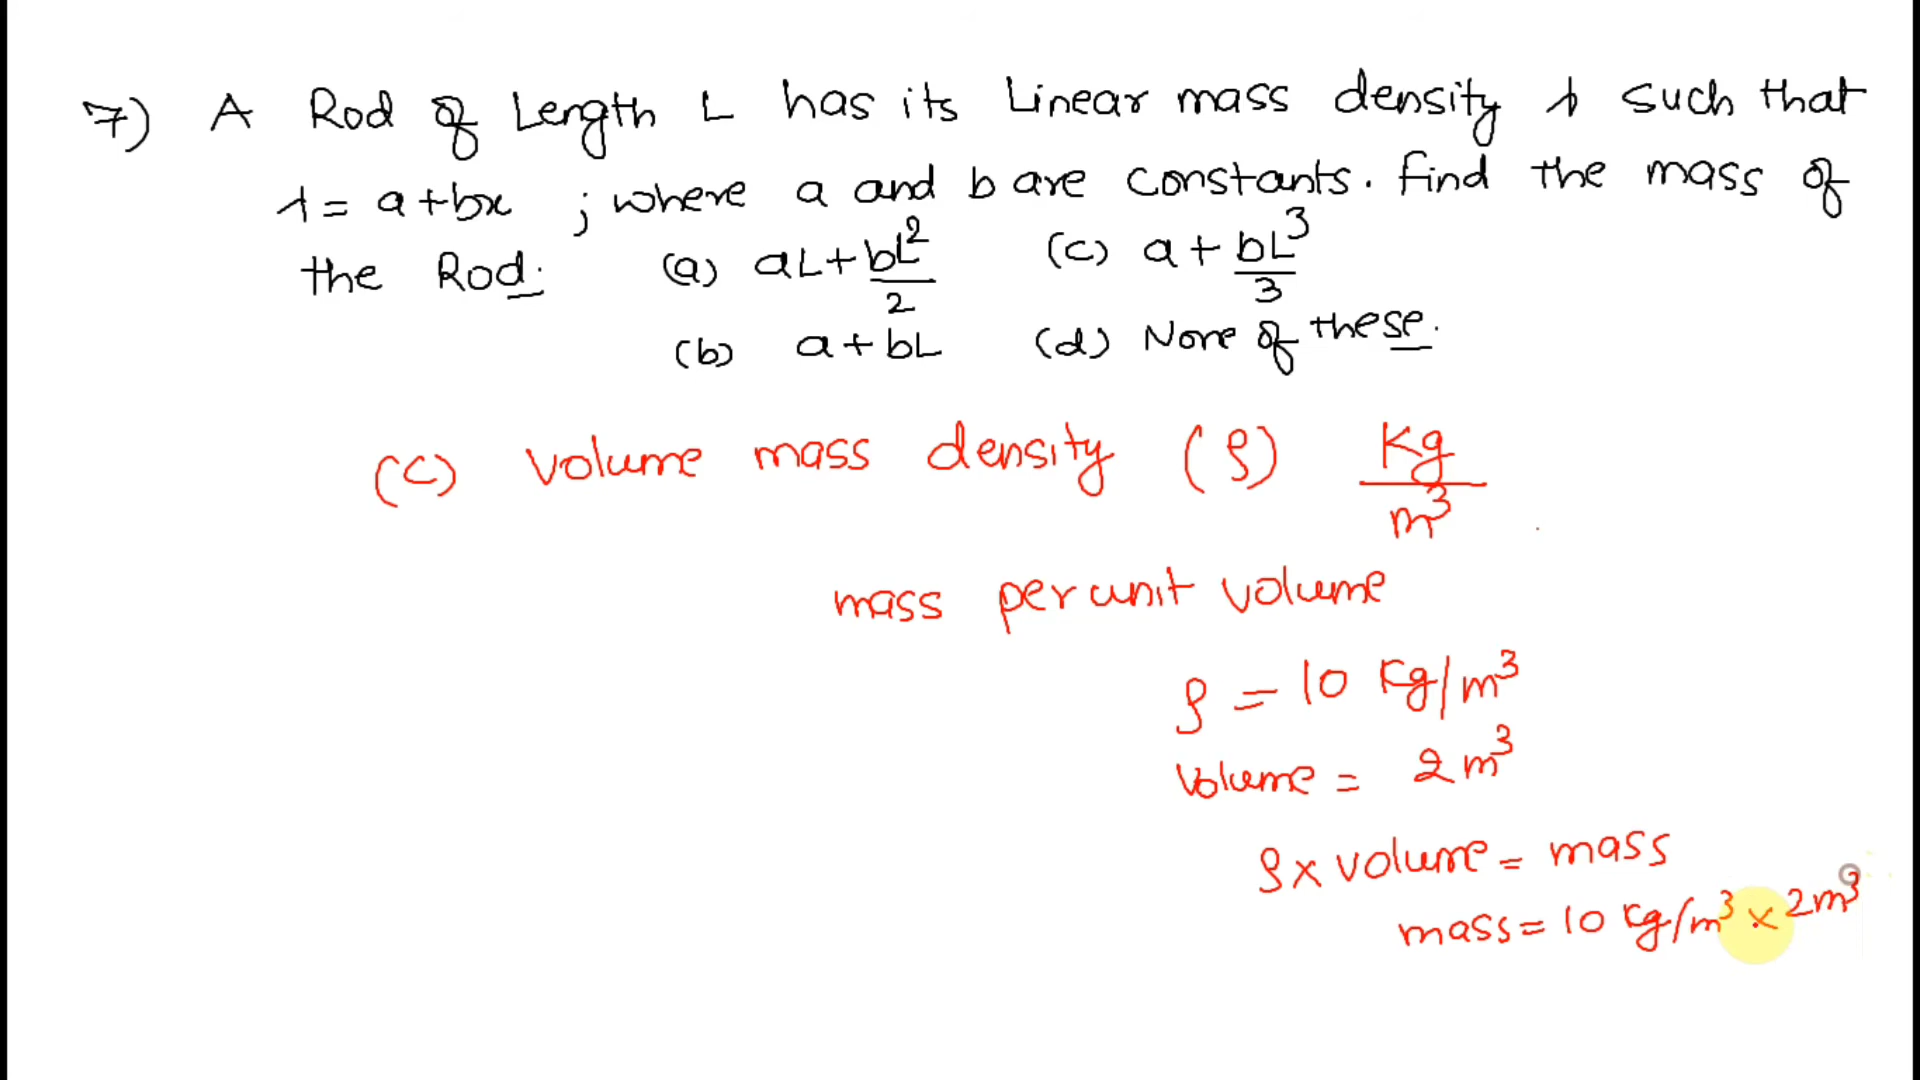 7) A Rod of Length L has its Linear mass density λ such that
λ = a+bx ; where a and b are constants. find the mass of
the Rod. (a) aL + bL²/2 (c) a + bL³/3
(b) a + bL (d) None of these.
(C) volume mass density (ρ) Kg/m³
mass per unit volume
ρ = 10 Kg/m³
volume = 2 m³
ρ x volume = mass
mass = 10 Kg/m³ x 2m³